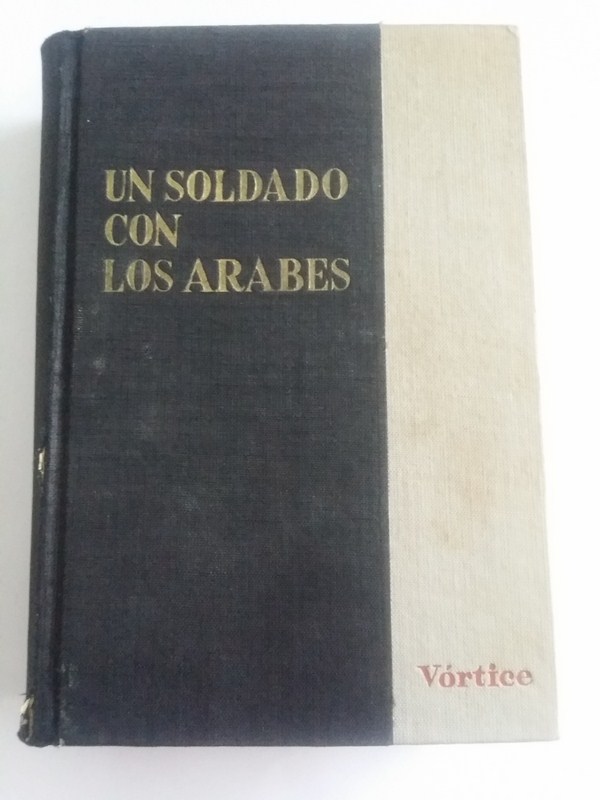 UN SOLDADO
CON
LOS ARABES
Vórtice